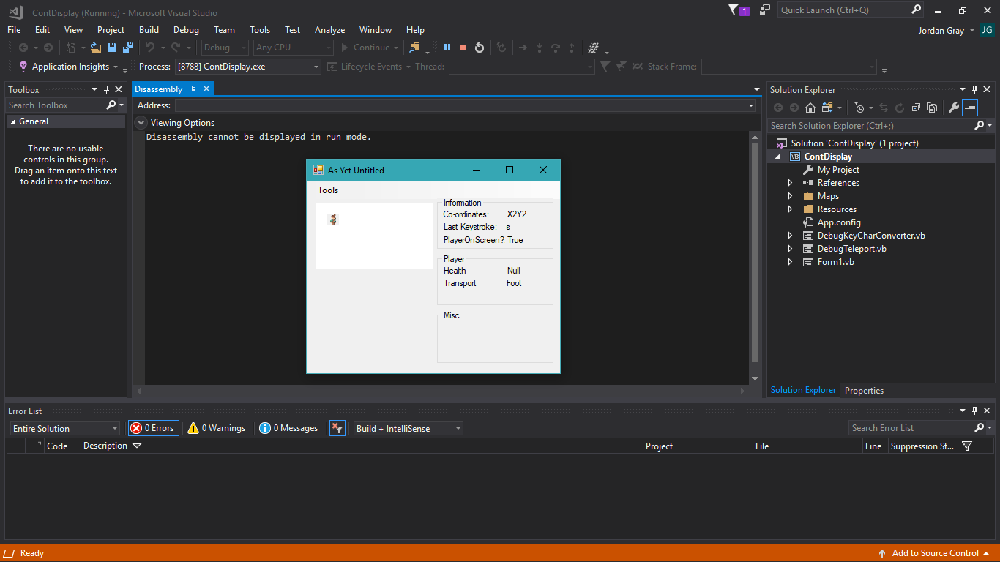 ContDisplay (Running) - Microsoft Visual Studio
1
Quick Launch (Ctrl+Q)
File Edit View Project Build Debug Team Tools Test Analyze Window Help
Jordan Gray JG
Debug Any CPU Continue
Application Insights Process: [8788] ContDisplay.exe Lifecycle Events Thread: Stack Frame:
Toolbox
Search Toolbox
General
There are no usable
controls in this group.
Drag an item onto this text
to add it to the toolbox.
Disassembly
Address:
Viewing Options
Disassembly cannot be displayed in run mode.
As Yet Untitled
Tools
Information
Co-ordinates: X2Y2
Last Keystroke: s
PlayerOnScreen? True
Player
Health Null
Transport Foot
Misc
Solution Explorer
Search Solution Explorer (Ctrl+;)
Solution 'ContDisplay' (1 project)
VB ContDisplay
My Project
References
Maps
Resources
App.config
DebugKeyCharConverter.vb
DebugTeleport.vb
Form1.vb
Solution Explorer Properties
Error List
Entire Solution 0 Errors 0 Warnings 0 Messages Build + IntelliSense
Search Error List
Code Description Project File Line Suppression St...
Ready
Add to Source Control